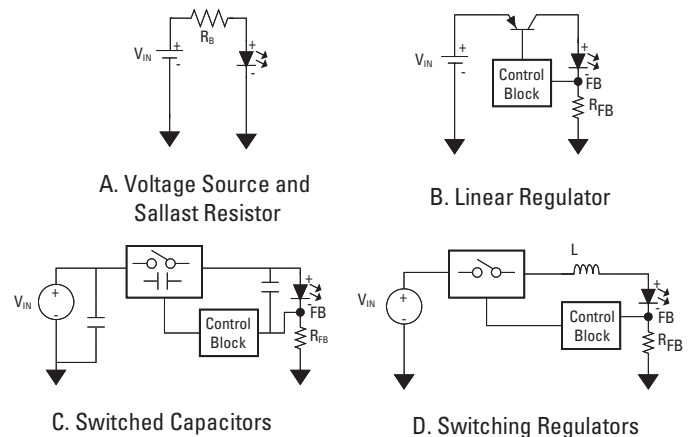 V_IN
+
-
R_B
+
-
A. Voltage Source and
Sallast Resistor
V_IN
+
-
Control
Block
+
-
FB
R_FB
B. Linear Regulator
V_IN
+
-
Control
Block
+
-
FB
R_FB
C. Switched Capacitors
V_IN
+
-
L
Control
Block
+
-
FB
R_FB
D. Switching Regulators